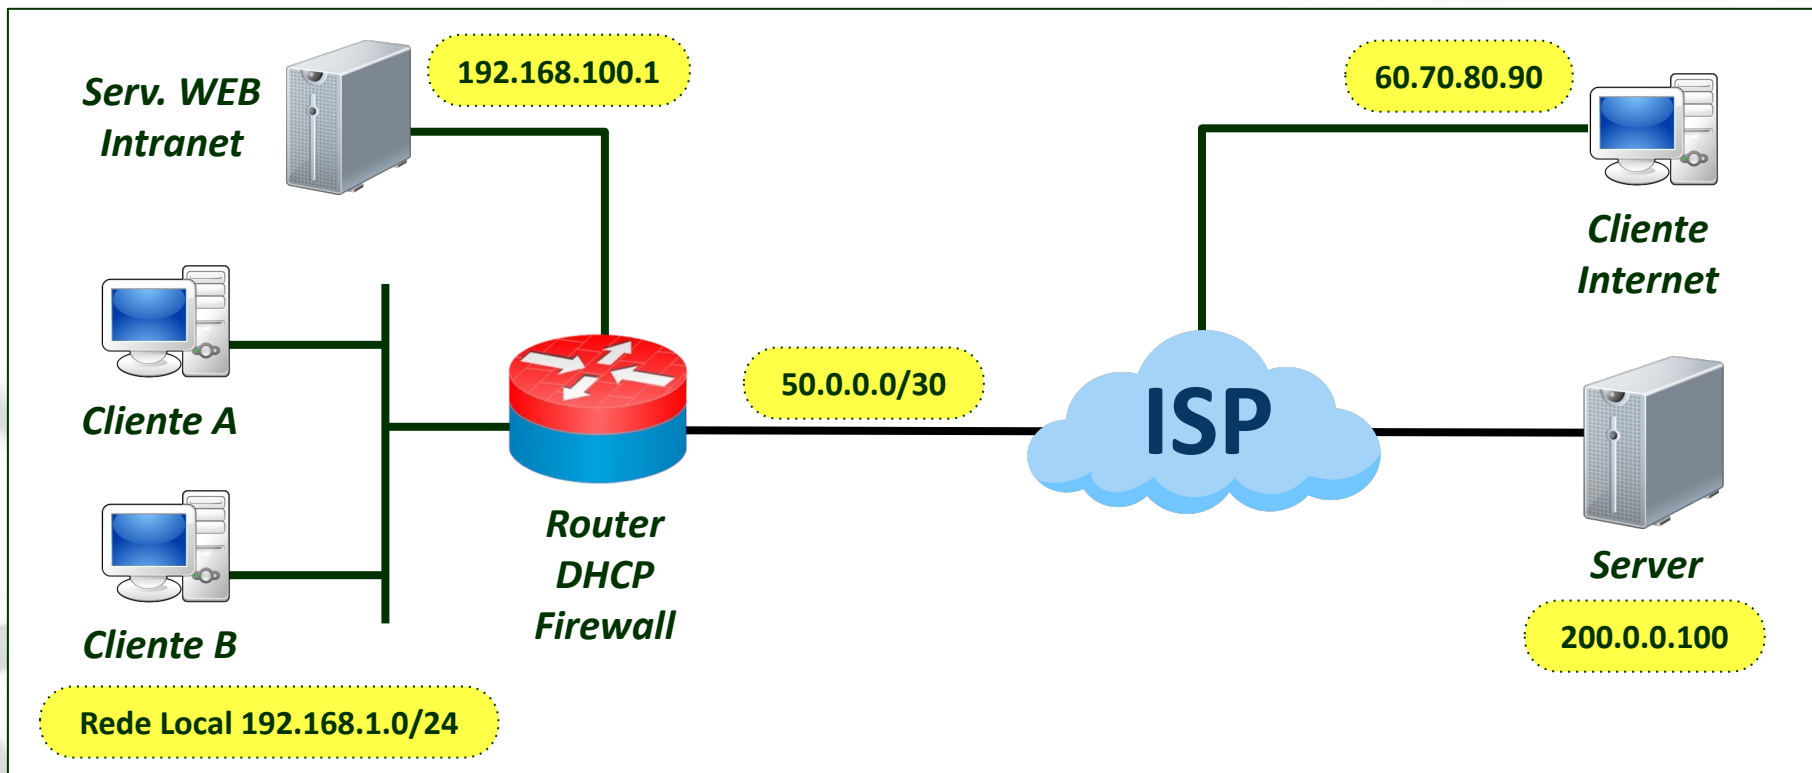 Serv. WEB
Intranet
192.168.100.1
60.70.80.90
Cliente
Internet
Cliente A
50.0.0.0/30
ISP
Router
DHCP
Firewall
Server
200.0.0.100
Cliente B
Rede Local 192.168.1.0/24